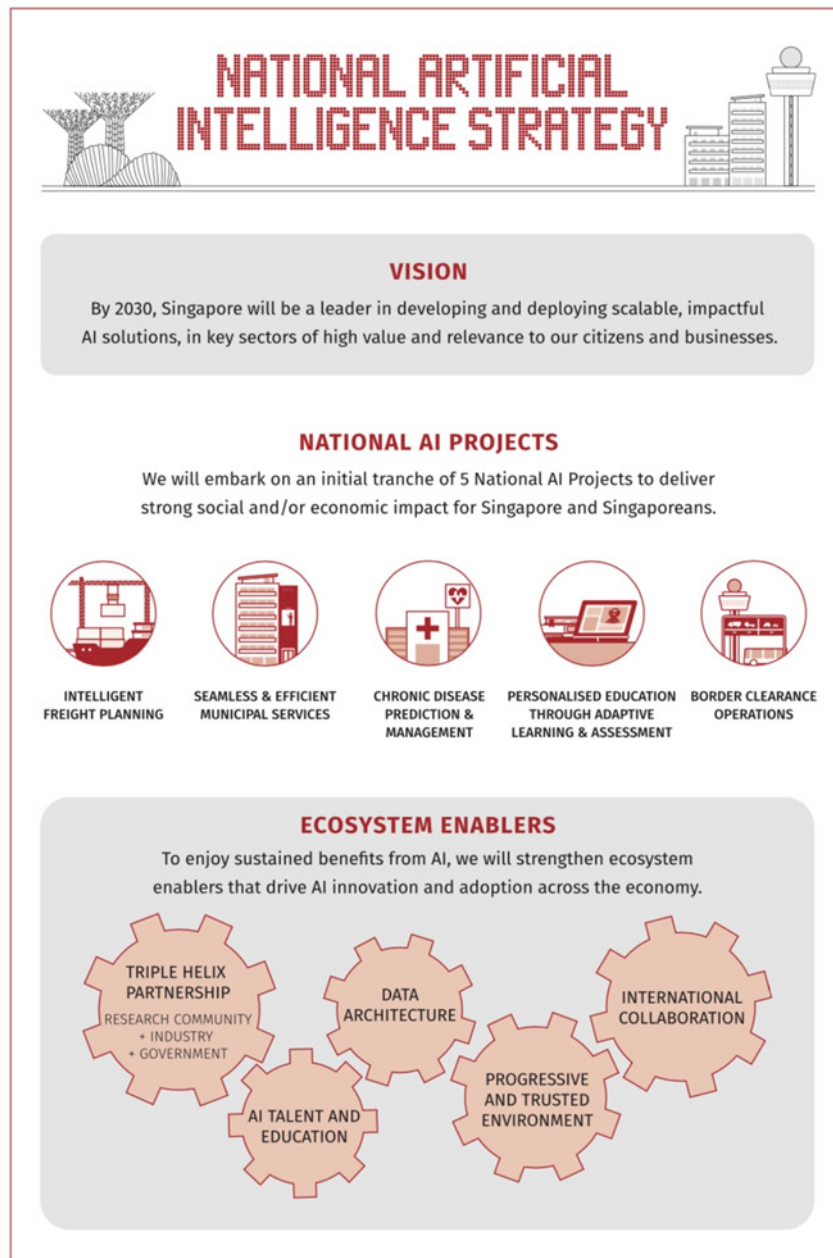 NATIONAL ARTIFICIAL
INTELLIGENCE STRATEGY
VISION
By 2030, Singapore will be a leader in developing and deploying scalable, impactful
AI solutions, in key sectors of high value and relevance to our citizens and businesses.
NATIONAL AI PROJECTS
We will embark on an initial tranche of 5 National AI Projects to deliver
strong social and/or economic impact for Singapore and Singaporeans.
INTELLIGENT
FREIGHT PLANNING
SEAMLESS & EFFICIENT
MUNICIPAL SERVICES
CHRONIC DISEASE
PREDICTION &
MANAGEMENT
PERSONALISED EDUCATION
THROUGH ADAPTIVE
LEARNING & ASSESSMENT
BORDER CLEARANCE
OPERATIONS
ECOSYSTEM ENABLERS
To enjoy sustained benefits from AI, we will strengthen ecosystem
enablers that drive AI innovation and adoption across the economy.
TRIPLE HELIX
PARTNERSHIP
RESEARCH COMMUNITY
+ INDUSTRY
+ GOVERNMENT
AI TALENT AND
EDUCATION
DATA
ARCHITECTURE
PROGRESSIVE
AND TRUSTED
ENVIRONMENT
INTERNATIONAL
COLLABORATION